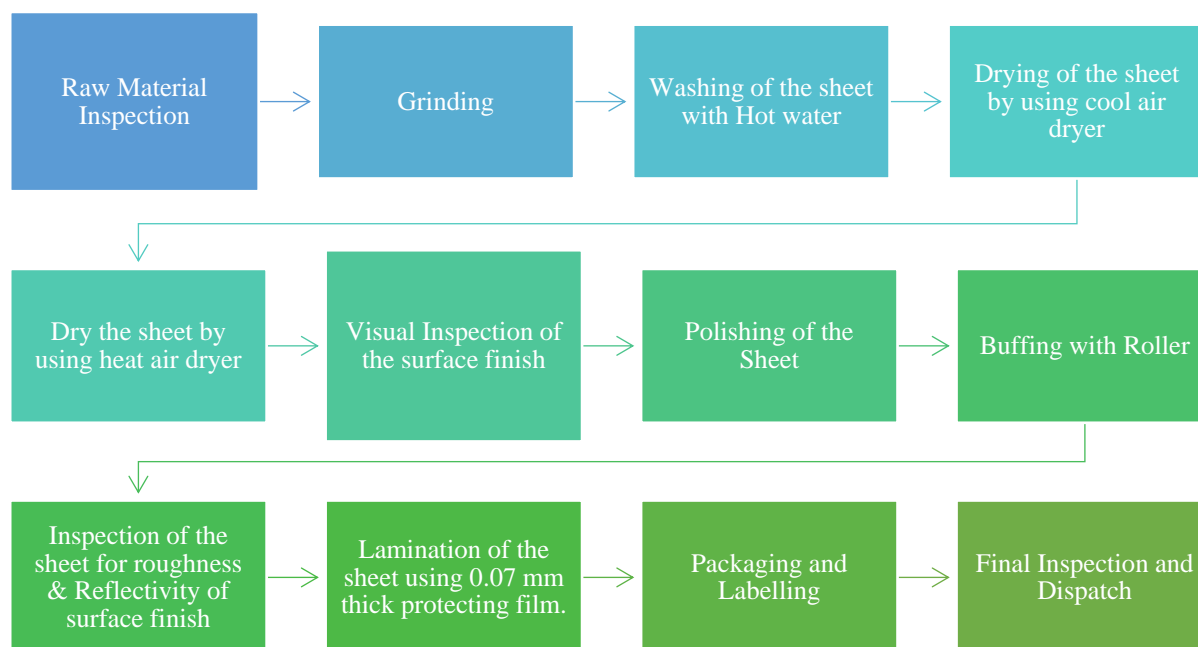 Raw Material
Inspection
Grinding
Washing of the sheet
with Hot water
Drying of the sheet
by using cool air
dryer
Dry the sheet by
using heat air dryer
Visual Inspection of
the surface finish
Polishing of the
Sheet
Buffing with Roller
Inspection of the
sheet for roughness
& Reflectivity of
surface finish
Lamination of the
sheet using 0.07 mm
thick protecting film.
Packaging and
Labelling
Final Inspection and
Dispatch